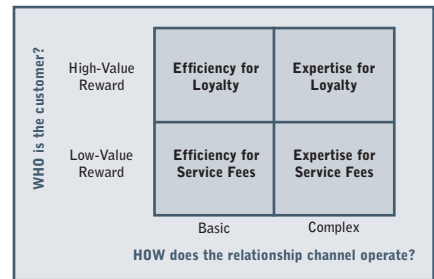 WHO is the customer?
High-Value
Reward
Efficiency for
Loyalty
Expertise for
Loyalty
Low-Value
Reward
Efficiency for
Service Fees
Expertise for
Service Fees
Basic
Complex
HOW does the relationship channel operate?